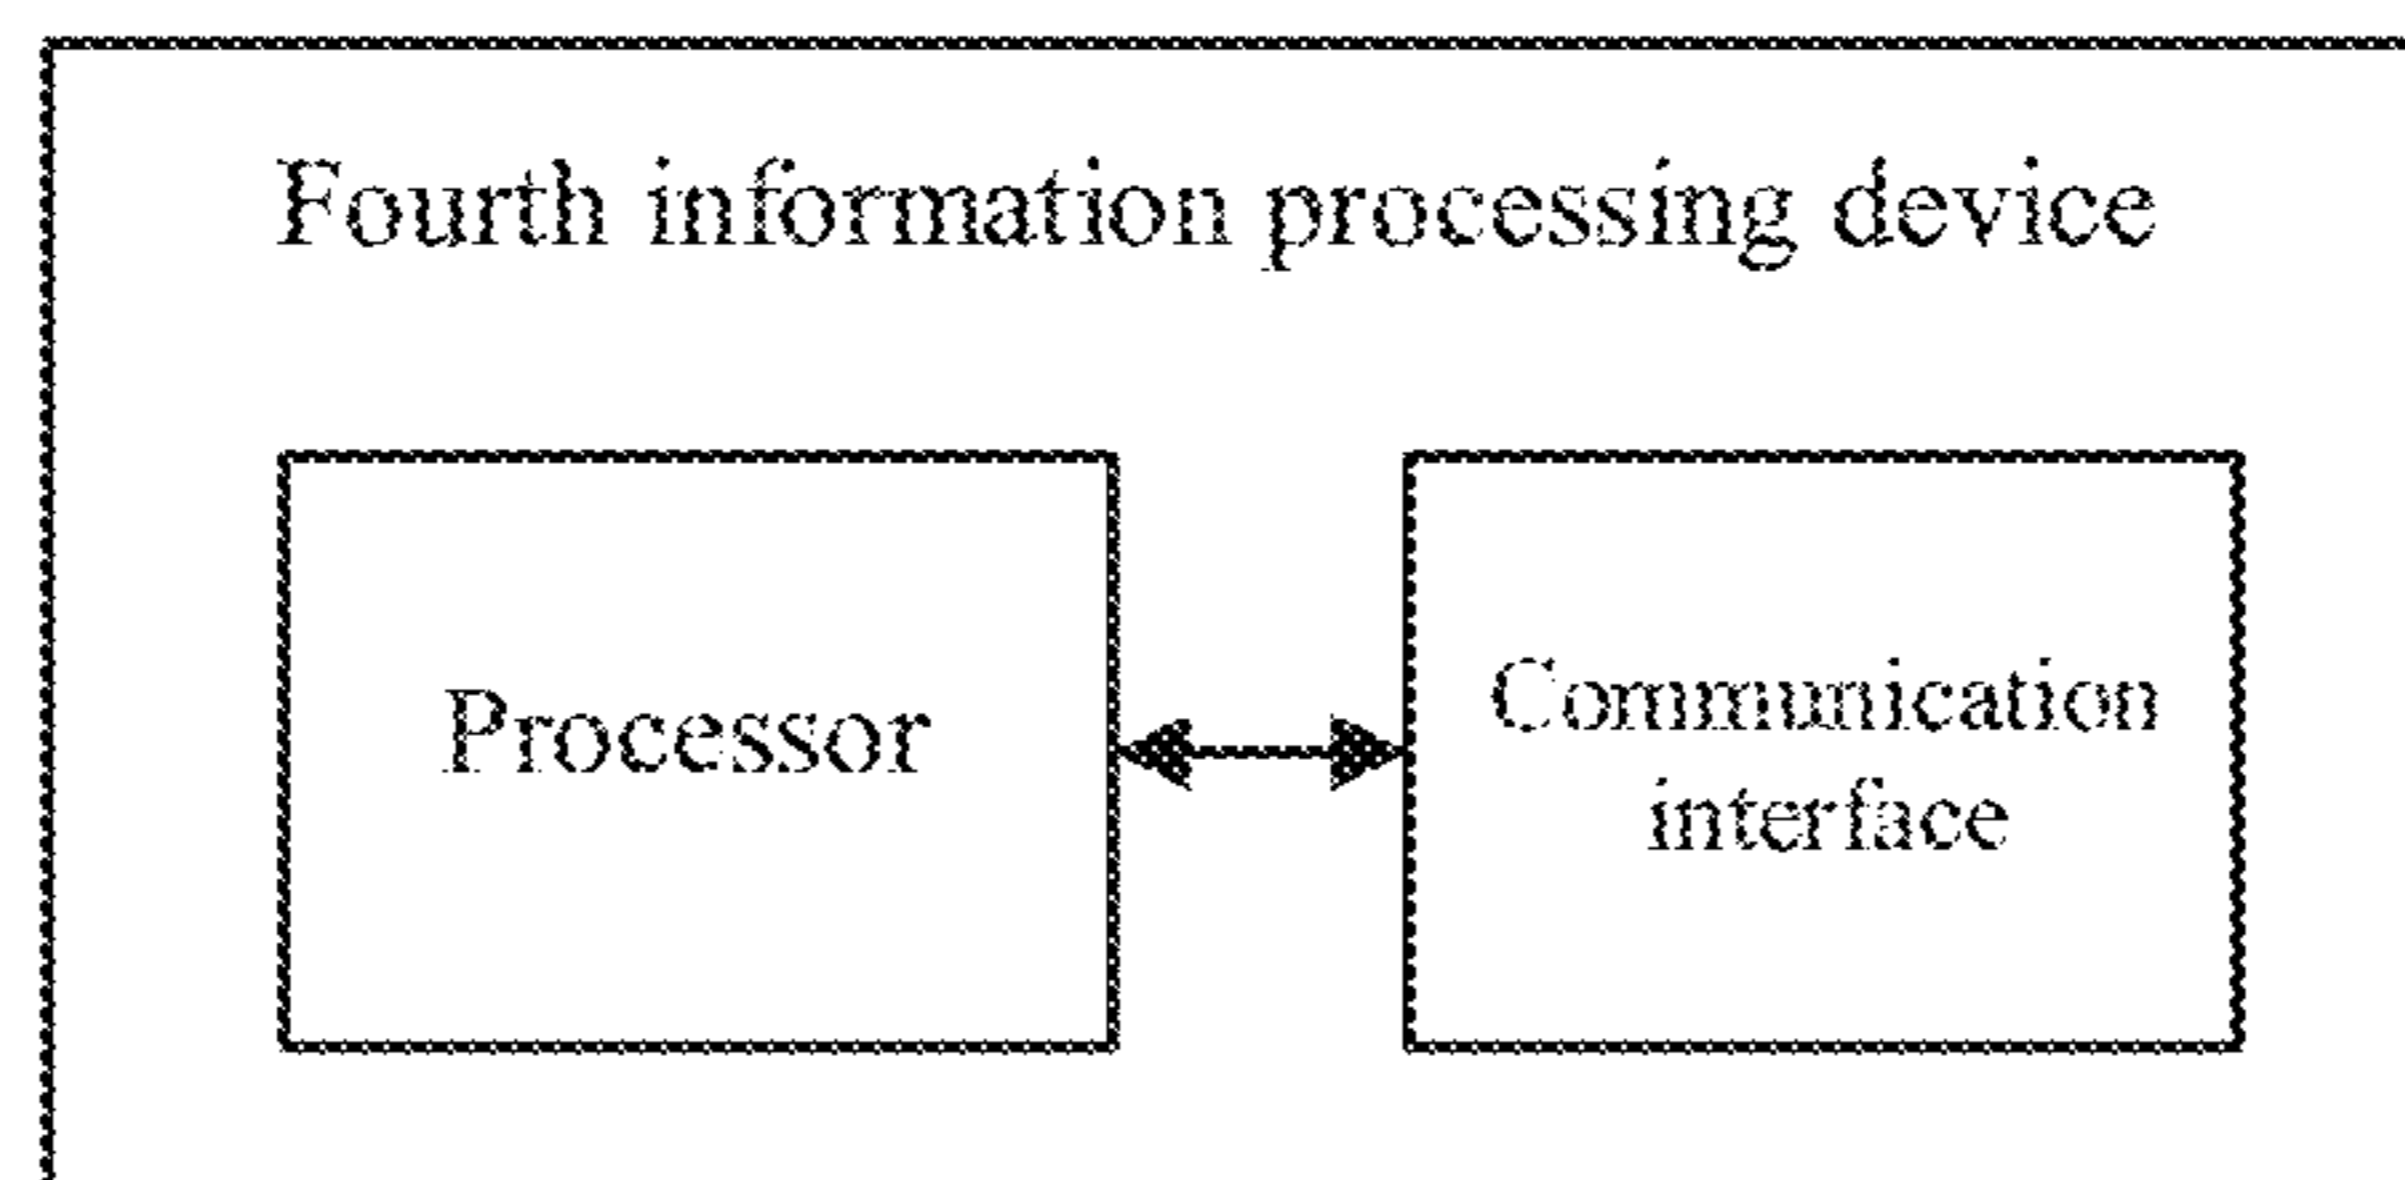 Fourth information processing device
Processor
Communication
interface